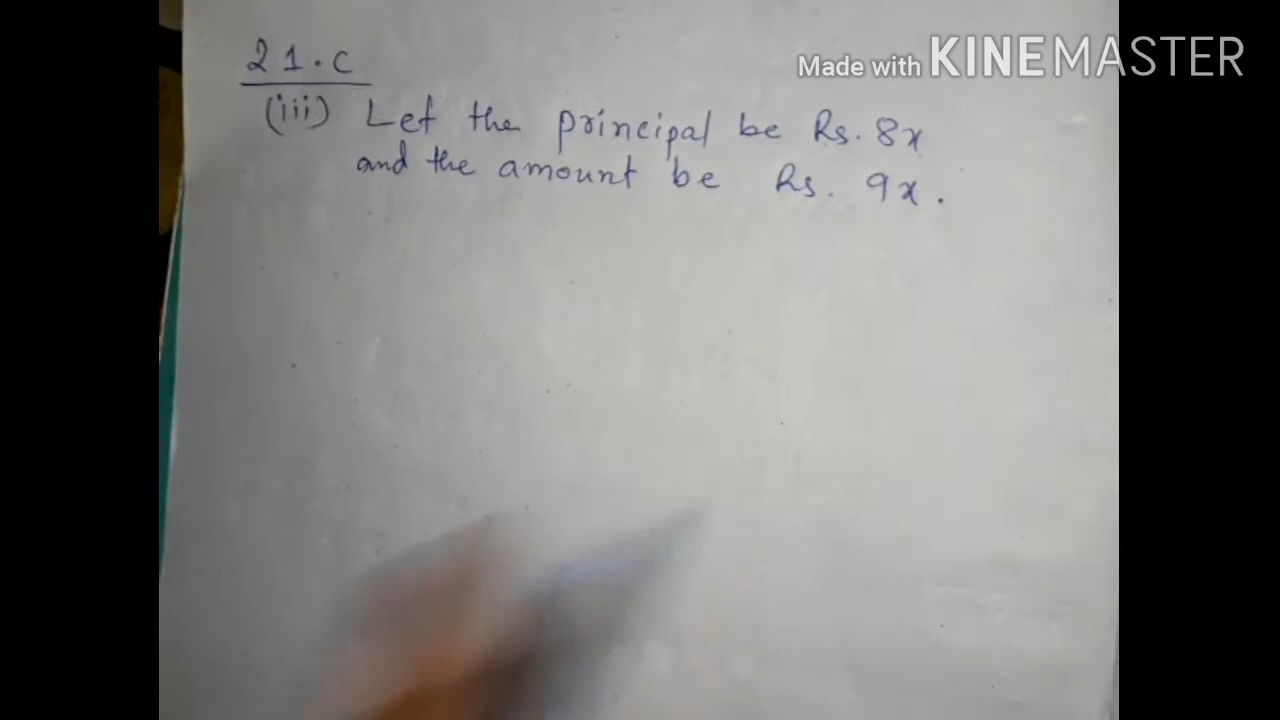 Made with KINEMASTER
21.c
(iii) Let the principal be Rs. 8x
and the amount be Rs. 9x.